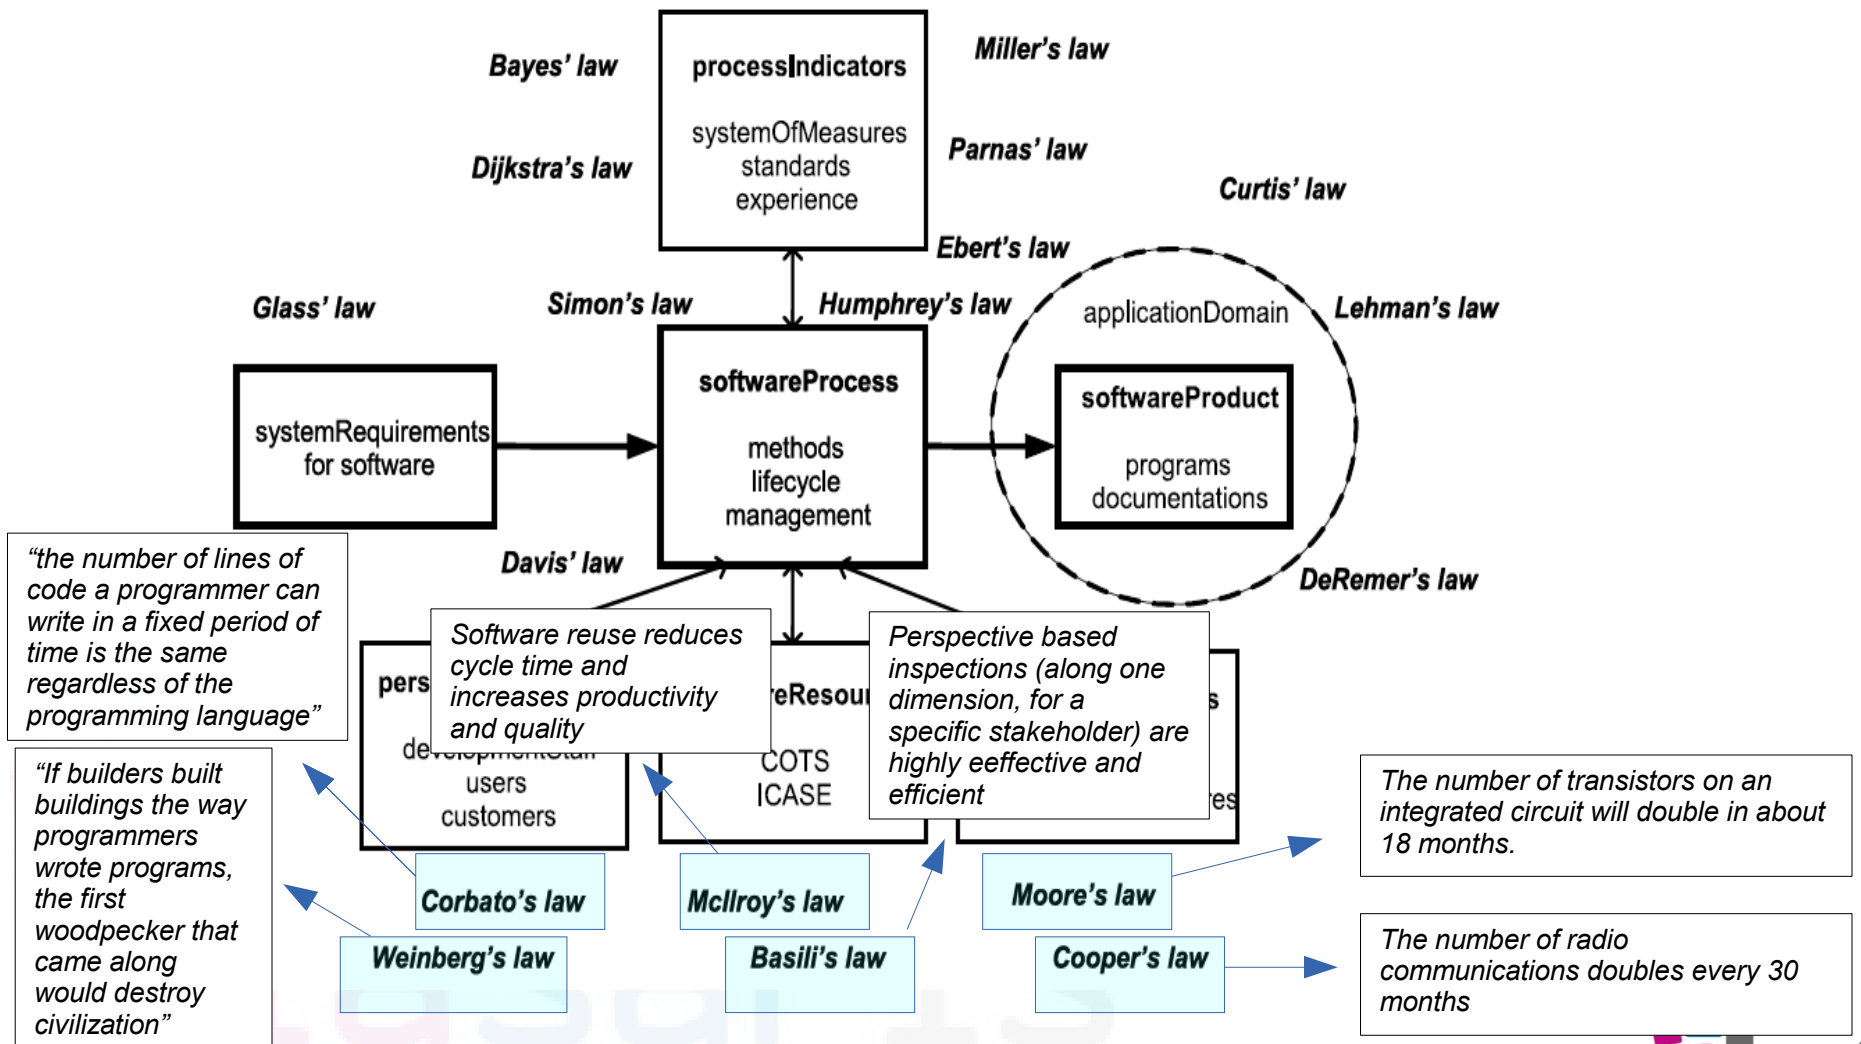 Bayes’ law
processIndicators
systemOfMeasures
standards
experience
Miller’s law
Dijkstra’s law
Parnas’ law
Curtis’ law
Ebert’s law
Glass’ law
Simon’s law
Humphrey’s law
applicationDomain
Lehman’s law
systemRequirements
for software
softwareProcess
methods
lifecycle
management
softwareProduct
programs
documentations
Davis’ law
DeRemer’s law
“the number of lines of
code a programmer can
write in a fixed period of
time is the same
regardless of the
programming language”
Software reuse reduces
cycle time and
increases productivity
and quality
Perspective based
inspections (along one
dimension, for a
specific stakeholder) are
highly eeffective and
efficient
users
customers
COTS
ICASE
“If builders built
buildings the way
programmers
wrote programs,
the first
woodpecker that
came along
would destroy
civilization”
The number of transistors on an
integrated circuit will double in about
18 months.
Corbato’s law
McIlroy’s law
Moore’s law
Weinberg’s law
Basili’s law
Cooper’s law
The number of radio
communications doubles every 30
months